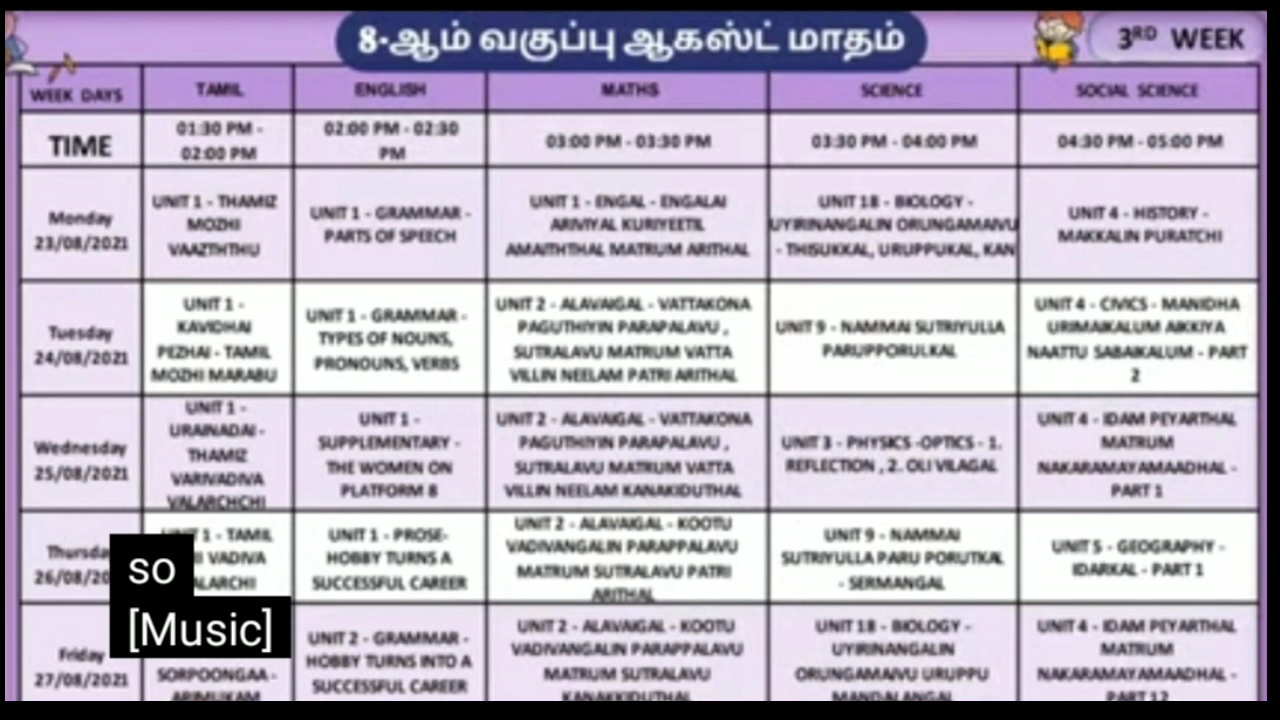 8-ஆம் வகுப்பு ஆகஸ்ட் மாதம்
3RD WEEK
WEEK DAYS
TAMIL
ENGLISH
MATHS
SCIENCE
SOCIAL SCIENCE
TIME
01:30 PM -
02:00 PM
02:00 PM - 02:30
PM
03:00 PM - 03:30 PM
03:30 PM - 04:00 PM
04:30 PM - 05:00 PM
Monday
23/08/2021
UNIT 1 - THAMIZ
MOZHI
VAAZTHTHU
UNIT 1 - GRAMMAR -
PARTS OF SPEECH
UNIT 1 - ENGAL - ENGALAI
ARIVIYAL KURIYEETIL
AMAITHTHAL MATRUM ARITHAL
UNIT 18 - BIOLOGY -
UYIRINANGALIN ORUNGAMAIVU
- THISUKKAL, URUPPUKAL, KAN
UNIT 4 - HISTORY -
MAKKALIN PURATCHI
Tuesday
24/08/2021
UNIT 1 -
KAVIDHAI
PEZHAI - TAMIL
MOZHI MARABU
UNIT 1 - GRAMMAR -
TYPES OF NOUNS,
PRONOUNS, VERBS
UNIT 2 - ALAVAIGAL - VATTAKONA
PAGUTHIYIN PARAPALAVU ,
SUTRALAVU MATRUM VATTA
VILLIN NEELAM PATRI ARITHAL
UNIT 9 - NAMMAI SUTRIYULLA
PARUPPORULKAL
UNIT 4 - CIVICS - MANIDHA
URIMAIKALUM AIKKIYA
NAATTU SABAIKALUM - PART
2
Wednesday
25/08/2021
UNIT 1 -
URAINADAI -
THAMIZ
VARIVADIVA
VALARCHCHI
UNIT 1 -
SUPPLEMENTARY -
THE WOMEN ON
PLATFORM 8
UNIT 2 - ALAVAIGAL - VATTAKONA
PAGUTHIYIN PARAPALAVU ,
SUTRALAVU MATRUM VATTA
VILLIN NEELAM KANAKIDUTHAL
UNIT 3 - PHYSICS -OPTICS - 1.
REFLECTION , 2. OLI VILAGAL
UNIT 4 - IDAM PEYARTHAL
MATRUM
NAKARAMAYAMAADHAL -
PART 1
Thursda
26/08/20
1 - TAMIL
VADIVA
ALARCHI
UNIT 1 - PROSE-
HOBBY TURNS A
SUCCESSFUL CAREER
UNIT 2 - ALAVAIGAL - KOOTU
VADIVANGALIN PARAPPALAVU
MATRUM SUTRALAVU PATRI
ARITHAL
UNIT 9 - NAMMAI
SUTRIYULLA PARU PORUTKAL
- SERMANGAL
UNIT 5 - GEOGRAPHY -
IDARKAL - PART 1
Friday
27/08/2021
SORPOONGAA -
ARIMUKAM
UNIT 2 - GRAMMAR -
HOBBY TURNS INTO A
SUCCESSFUL CAREER
UNIT 2 - ALAVAIGAL - KOOTU
VADIVANGALIN PARAPPALAVU
MATRUM SUTRALAVU
KANAKKIDUTHAL
UNIT 18 - BIOLOGY -
UYIRINANGALIN
ORUNGAMAIVU URUPPU
MANDALANGAL
UNIT 4 - IDAM PEYARTHAL
MATRUM
NAKARAMAYAMAADHAL -
PART 12
so
[Music]